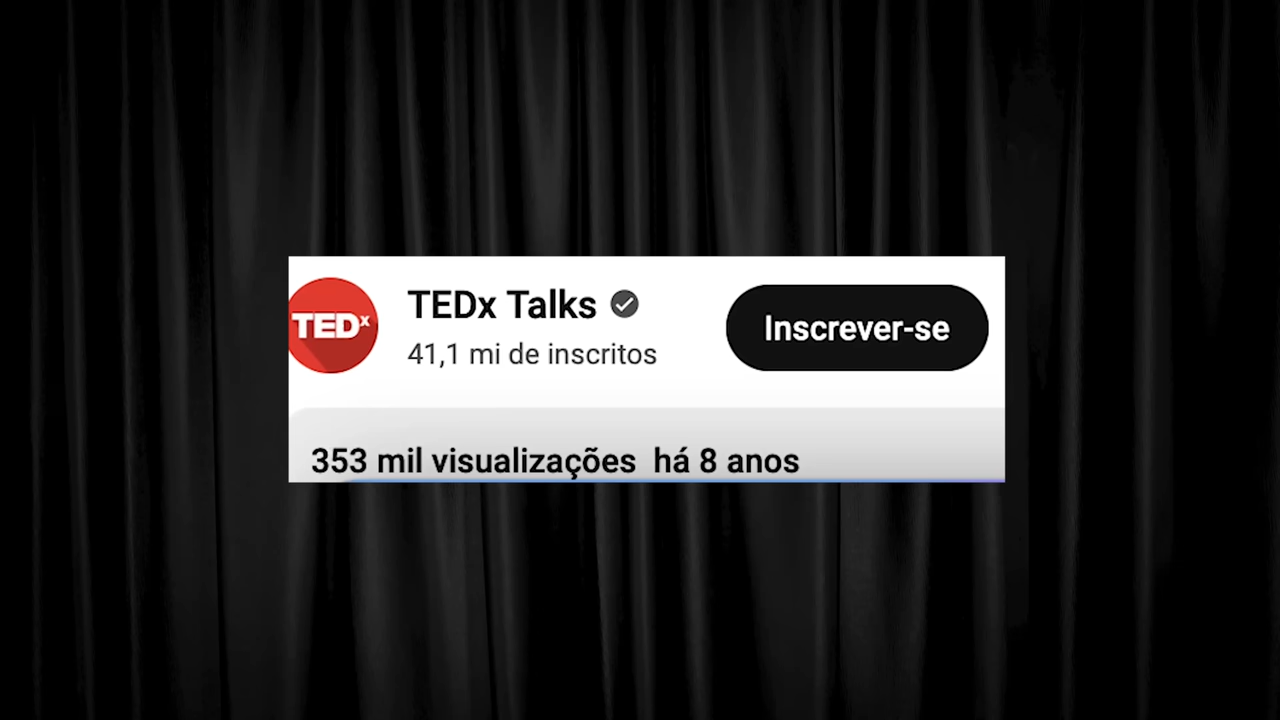 TEDx
TEDx Talks
41,1 mi de inscritos
Inscrever-se
353 mil visualizações há 8 anos